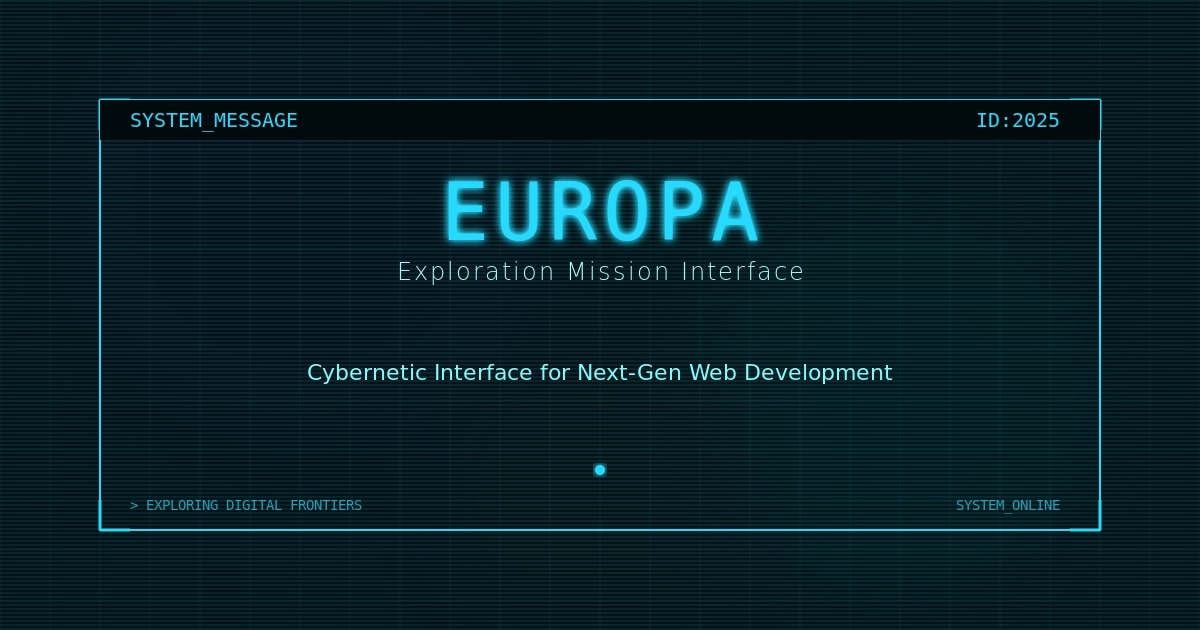 SYSTEM_MESSAGE ID:2025
EUROPA
Exploration Mission Interface
Cybernetic Interface for Next-Gen Web Development
> EXPLORING DIGITAL FRONTIERS SYSTEM_ONLINE